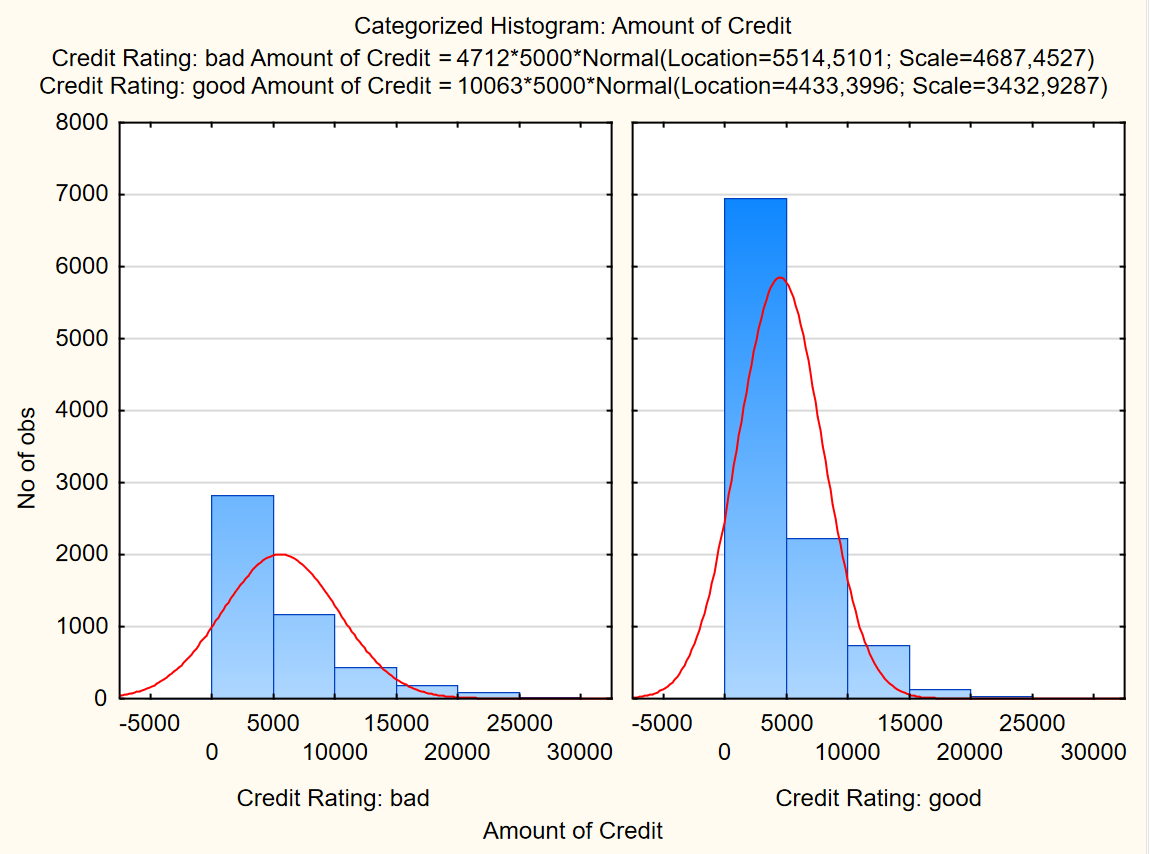 Categorized Histogram: Amount of Credit
Credit Rating: bad Amount of Credit = 4712*5000*Normal(Location=5514,5101; Scale=4687,4527)
Credit Rating: good Amount of Credit = 10063*5000*Normal(Location=4433,3996; Scale=3432,9287)
8000
7000
6000
5000
4000
3000
2000
1000
0
No of obs
-5000 5000 15000 25000
0 10000 20000 30000
Credit Rating: bad
-5000 5000 15000 25000
0 10000 20000 30000
Credit Rating: good
Amount of Credit